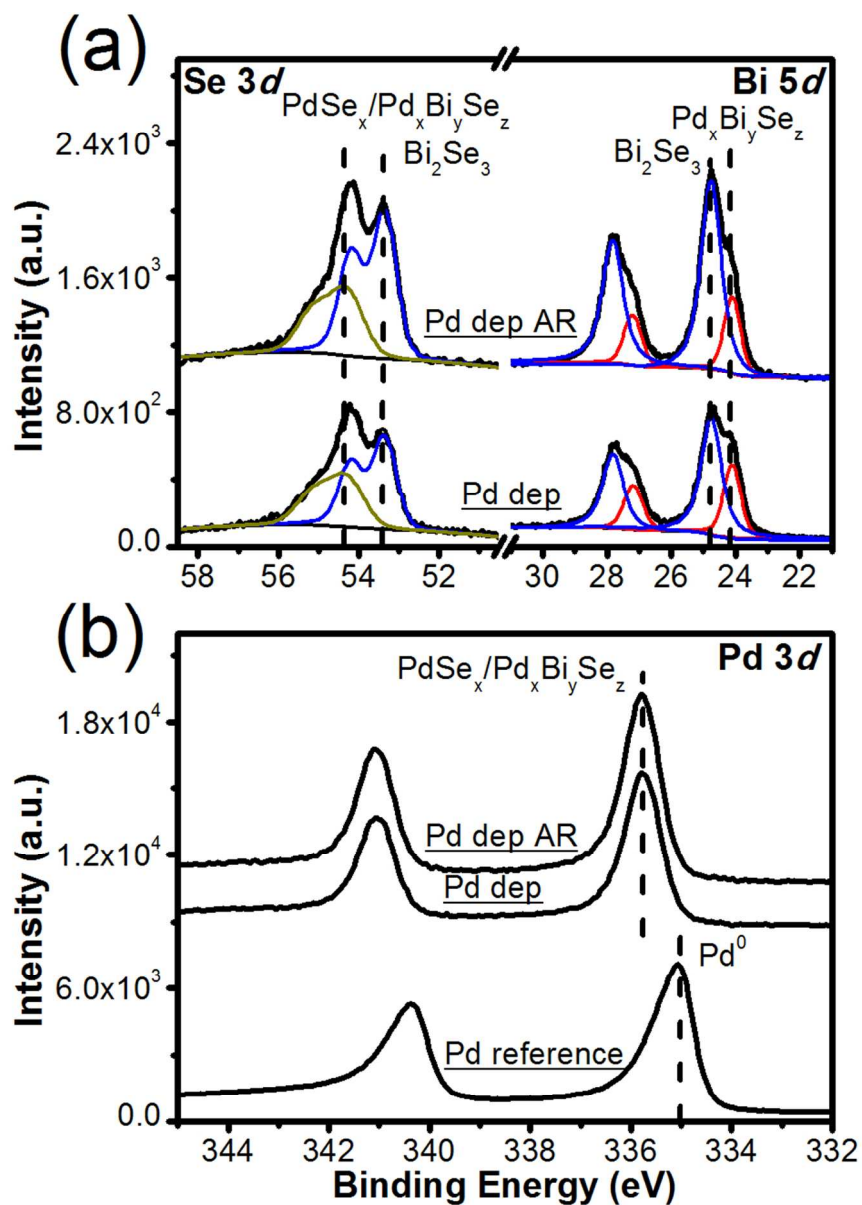 (a)
Se 3d
Bi 5d
PdSeₓ/PdₓBiᵧSe_z
Bi₂Se₃
PdₓBiᵧSe_z
Bi₂Se₃
2.4x10³
1.6x10³
8.0x10²
0.0
Intensity (a.u.)
Pd dep AR
Pd dep
58 56 54 52 30 28 26 24 22
(b)
Pd 3d
PdSeₓ/PdₓBiᵧSe_z
1.8x10⁴
1.2x10⁴
6.0x10³
0.0
Intensity (a.u.)
Pd dep AR
Pd dep
Pd⁰
Pd reference
344 342 340 338 336 334 332
Binding Energy (eV)